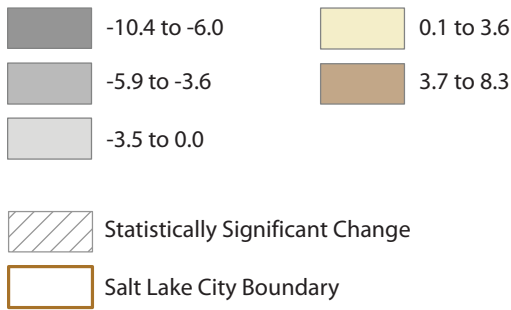 -10.4 to -6.0
-5.9 to -3.6
-3.5 to 0.0
0.1 to 3.6
3.7 to 8.3
Statistically Significant Change
Salt Lake City Boundary